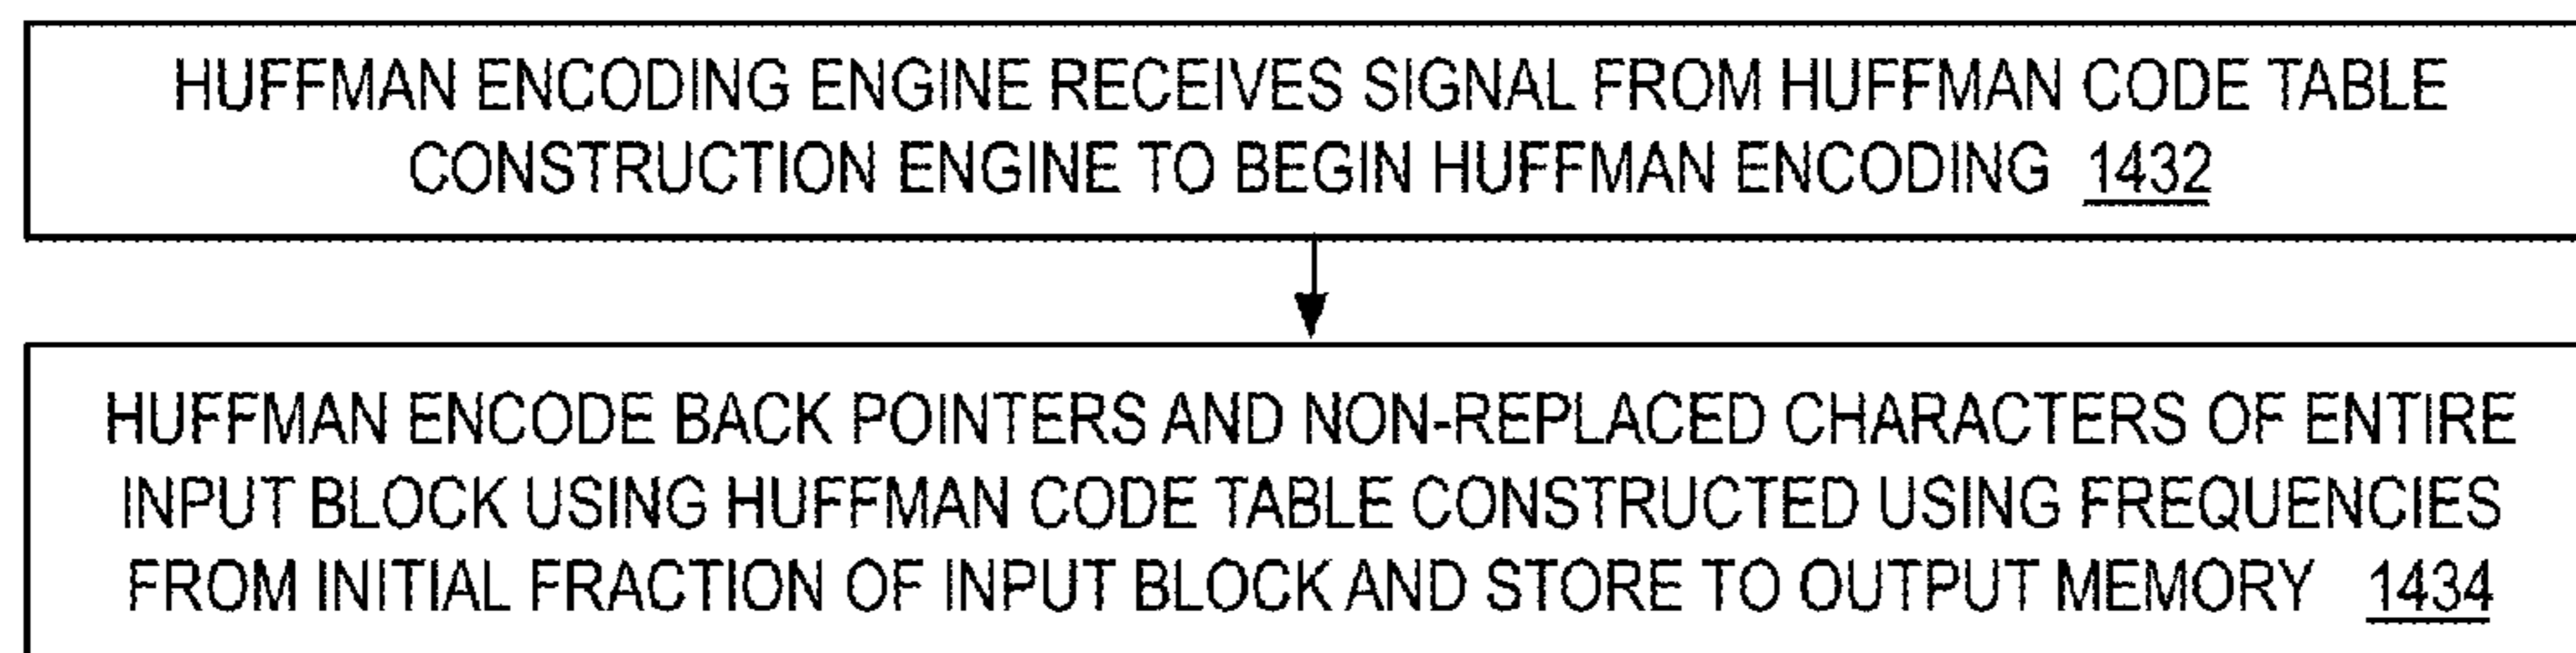 HUFFMAN ENCODING ENGINE RECEIVES SIGNAL FROM HUFFMAN CODE TABLE
CONSTRUCTION ENGINE TO BEGIN HUFFMAN ENCODING 1432
HUFFMAN ENCODE BACK POINTERS AND NON-REPLACED CHARACTERS OF ENTIRE
INPUT BLOCK USING HUFFMAN CODE TABLE CONSTRUCTED USING FREQUENCIES
FROM INITIAL FRACTION OF INPUT BLOCK AND STORE TO OUTPUT MEMORY 1434